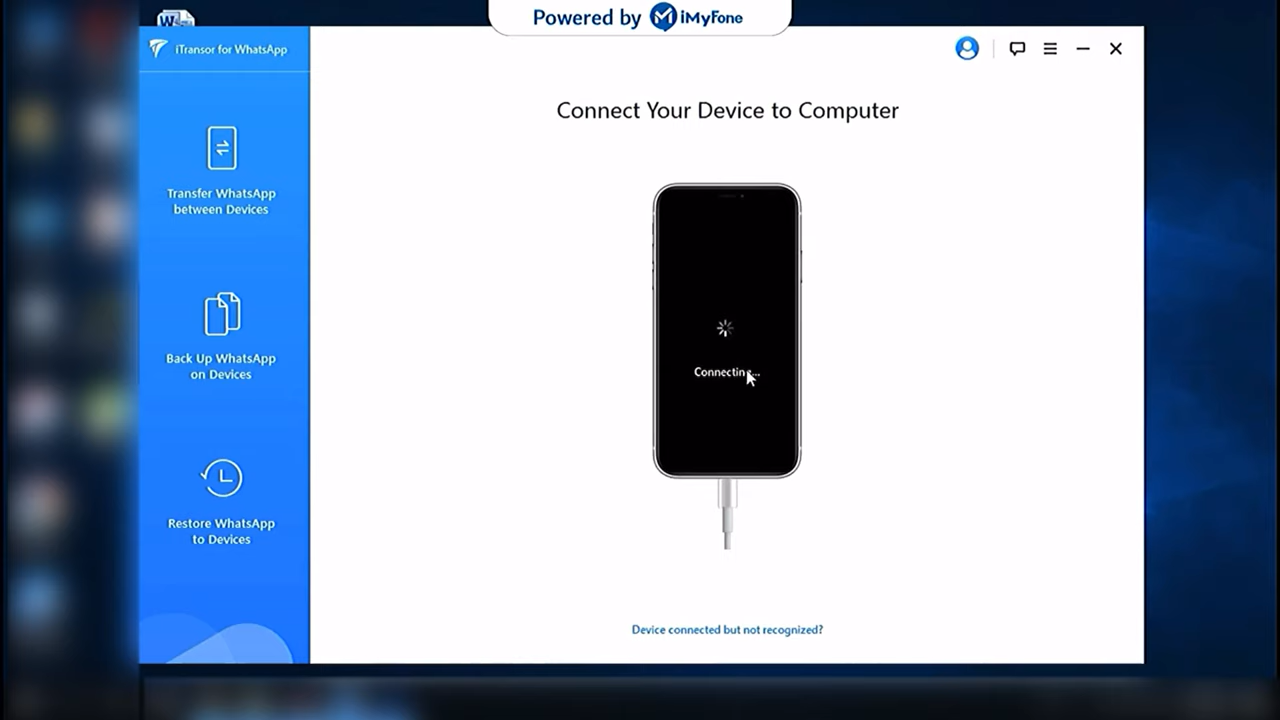 Powered by iMyFone
W
iTransor for WhatsApp
Connect Your Device to Computer
Transfer WhatsApp
between Devices
Connecting...
Back Up WhatsApp
on Devices
Restore WhatsApp
to Devices
Device connected but not recognized?